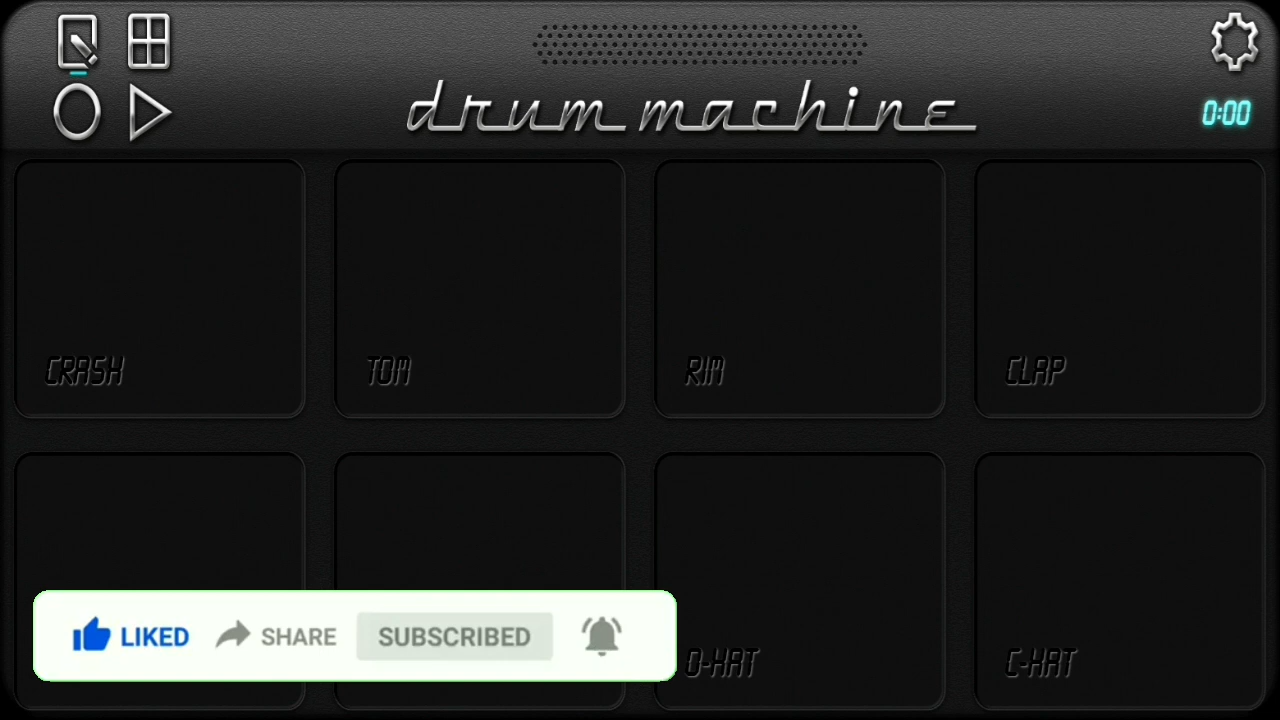 drum machine
0:00
CRASH
TOM
RIM
CLAP
LIKED
SHARE
SUBSCRIBED
O-HAT
C-HAT